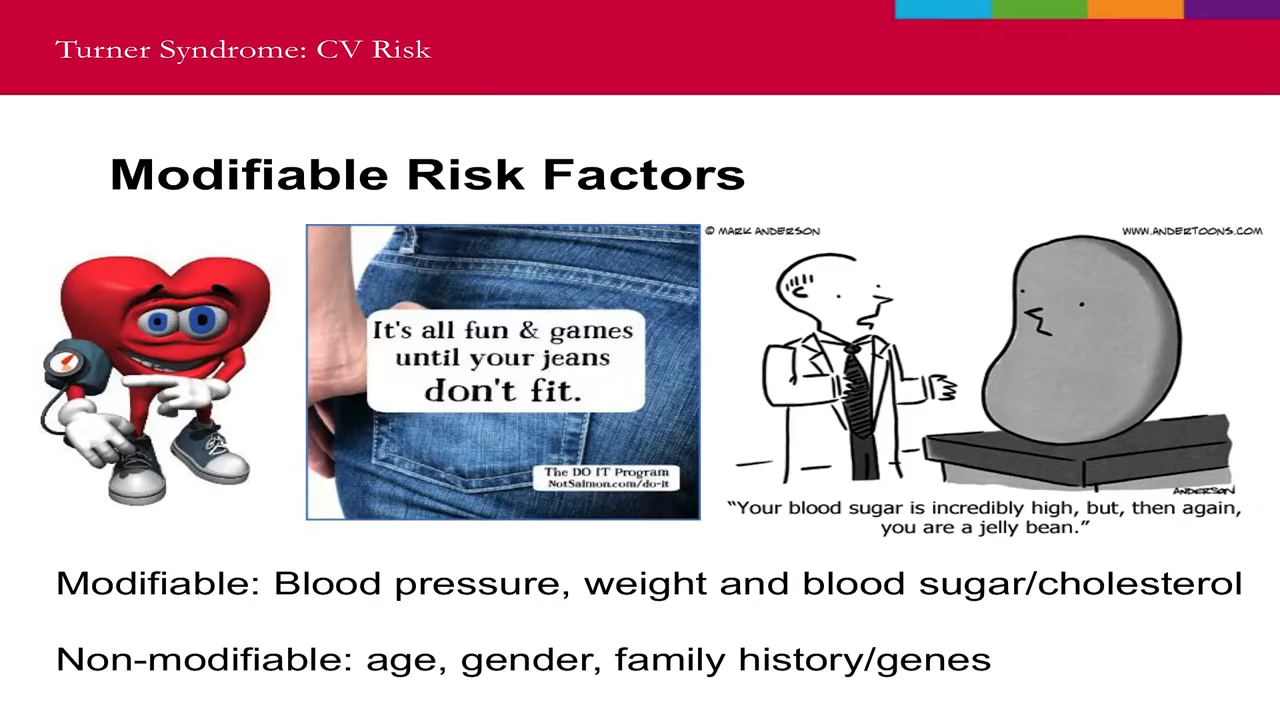 Turner Syndrome: CV Risk
Modifiable Risk Factors
It's all fun & games
until your jeans
don't fit.
The DO IT Program
NotSalmon.com/do-it
© MARK ANDERSON
WWW.ANDERTOONS.COM
ANDERSON
“Your blood sugar is incredibly high, but, then again,
you are a jelly bean.”
Modifiable: Blood pressure, weight and blood sugar/cholesterol
Non-modifiable: age, gender, family history/genes